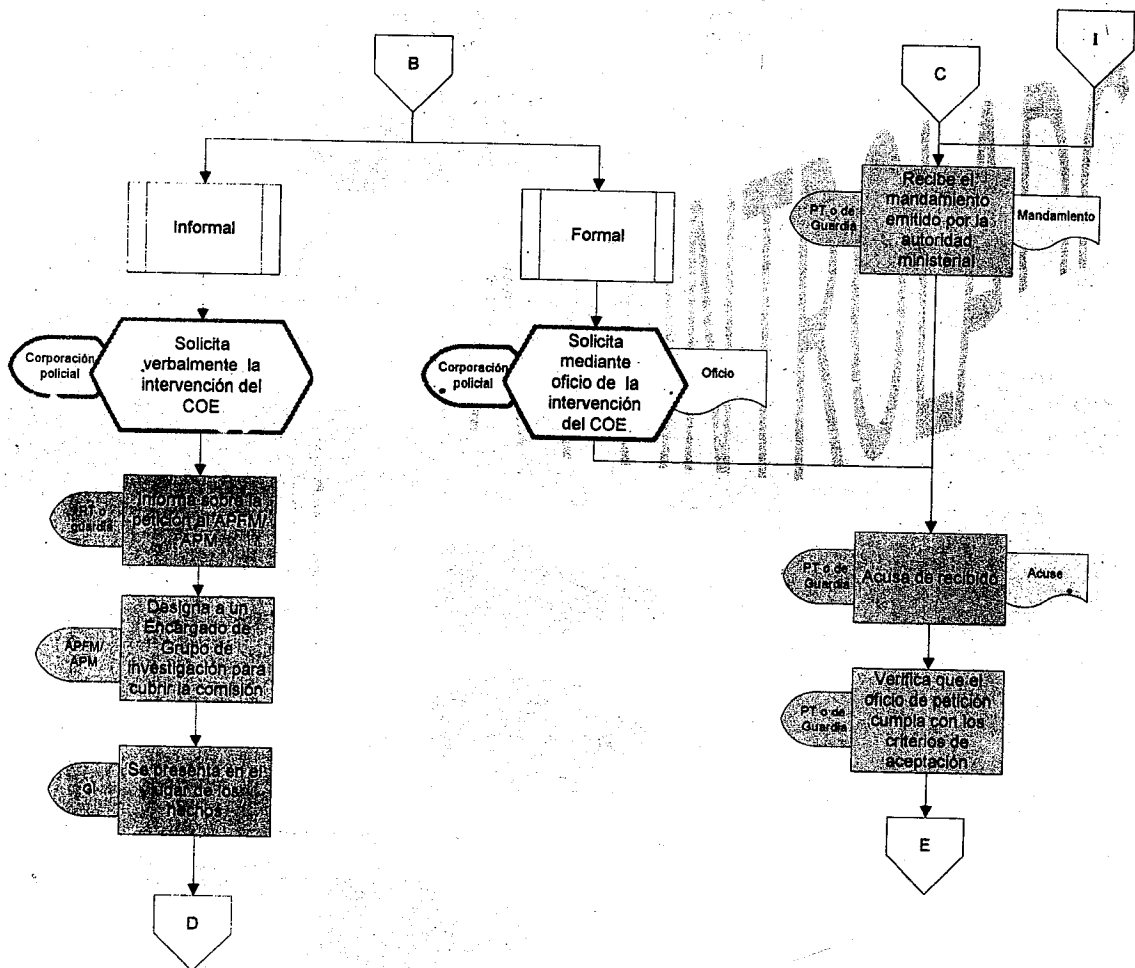 B
C
I
Informal
Formal
Recibe el
mandamiento
emitido por la
autoridad
ministerial
PT o de
Guardia
Mandamiento
Corporación
policial
Solicita
verbalmente la
intervención del
COE
Corporación
policial
Solicita
mediante
oficio de la
intervención
del COE
Oficio
guardia
Informa sobre la
petición al APFM/
APM
PT o de
Guardia
Acusa de recibido
Acuse
APFM/
APM
Designa a un
Encargado de
Grupo de
investigación para
cubrir la comisión
PT o de
Guardia
Verifica que el
oficio de petición
cumpla con los
criterios de
aceptación
GI
Se presenta en el
lugar de los
hechos
E
D